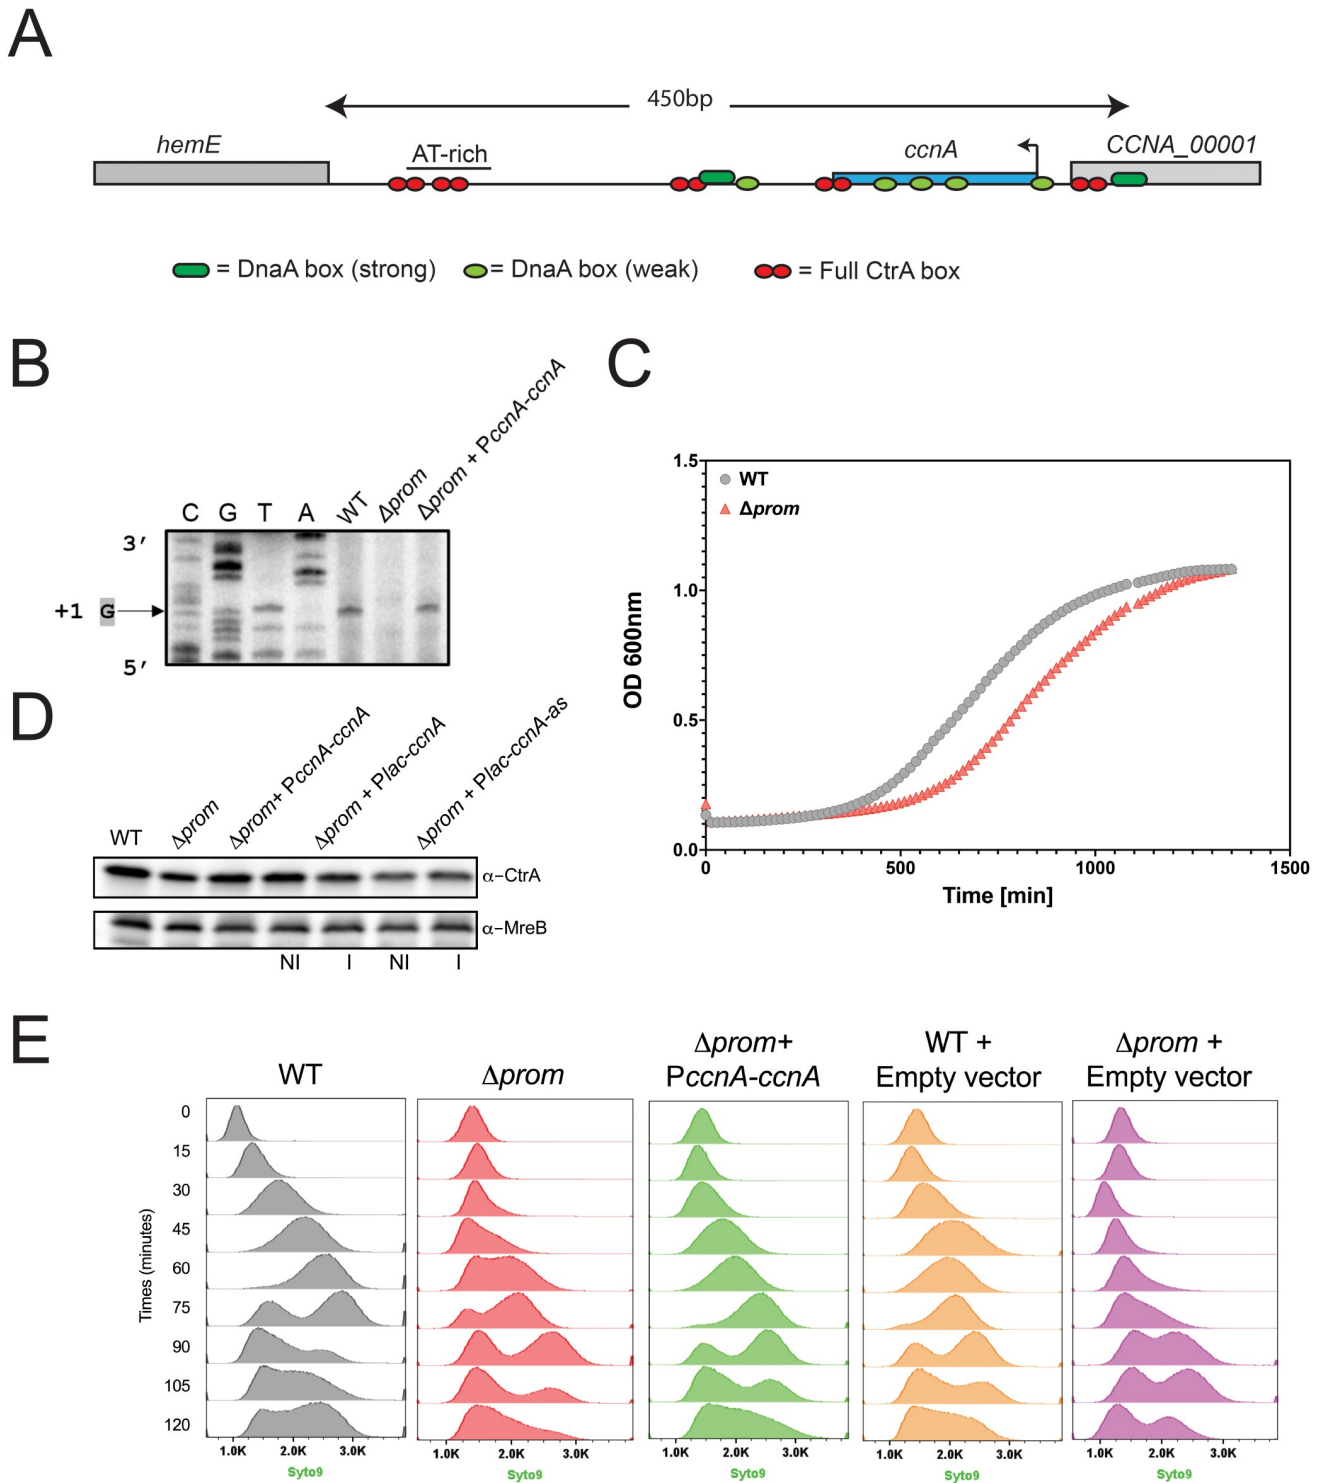 A
450bp
hemE
AT-rich
ccnA
CCNA_00001
= DnaA box (strong)
= DnaA box (weak)
= Full CtrA box
B
C G T A WT Δprom Δprom + PccnA-ccnA
3′
+1 G
5′
C
1.5
WT
Δprom
1.0
0.5
0.0
OD 600nm
0 500 1000 1500
Time [min]
D
WT Δprom Δprom+ PccnA-ccnA Δprom + Plac-ccnA Δprom + Plac-ccnA-as
α-CtrA
α-MreB
NI I NI I
E
WT
Δprom
Δprom+
PccnA-ccnA
WT +
Empty vector
Δprom +
Empty vector
Times (minutes)
0
15
30
45
60
75
90
105
120
1.0K 2.0K 3.0K
Syto9
1.0K 2.0K 3.0K
Syto9
1.0K 2.0K 3.0K
Syto9
1.0K 2.0K 3.0K
Syto9
1.0K 2.0K 3.0K
Syto9